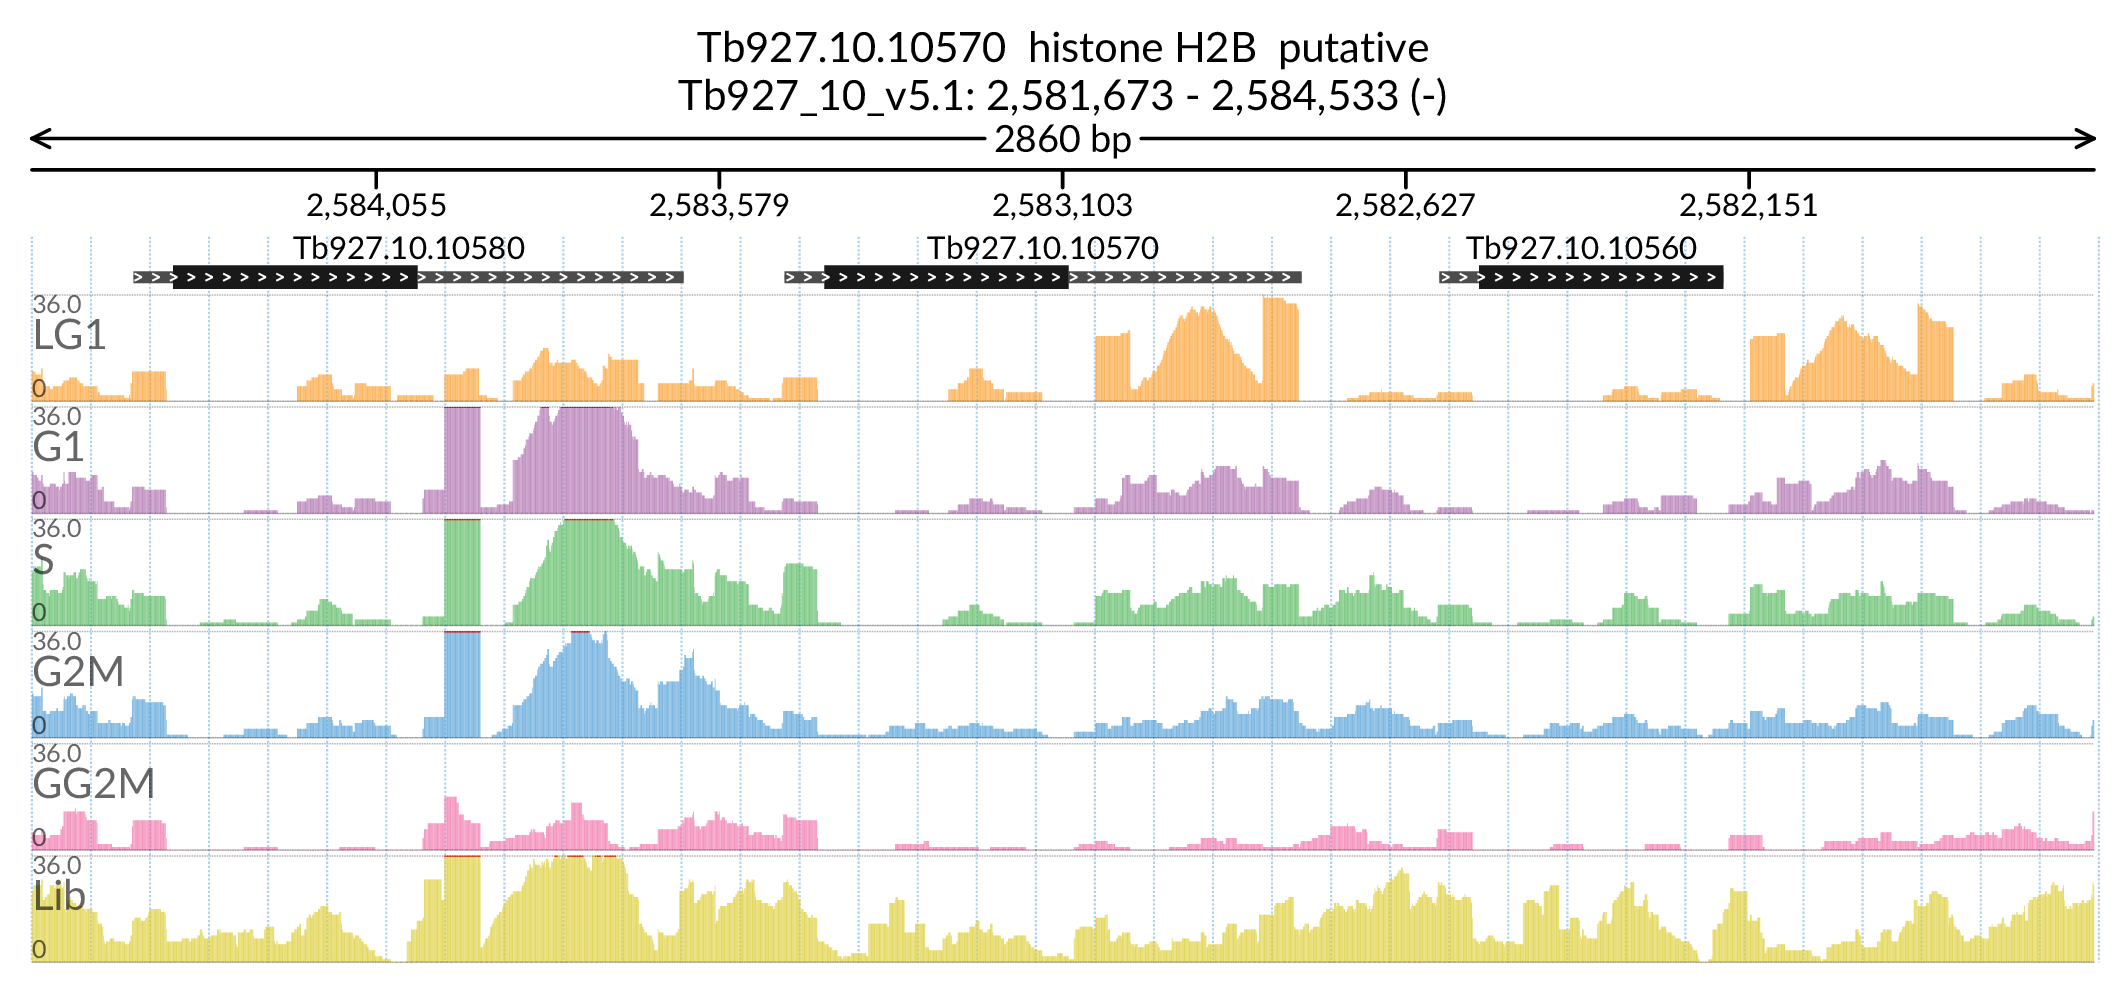 Tb927.10.10570  histone H2B  putative
Tb927_10_v5.1: 2,581,673 - 2,584,533 (-)
2860 bp
2,584,055 2,583,579 2,583,103 2,582,627 2,582,151
Tb927.10.10580 Tb927.10.10570 Tb927.10.10560
36.0
LG1
0
36.0
G1
0
36.0
S
0
36.0
G2M
0
36.0
GG2M
0
36.0
Lib
0